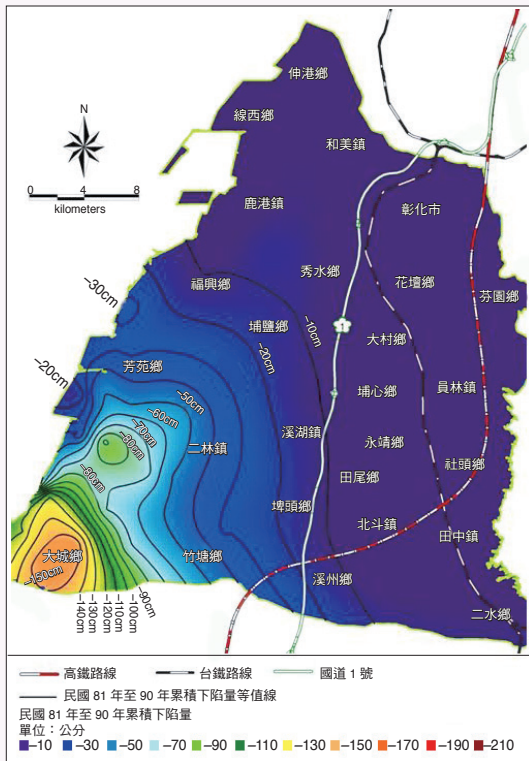 伸港鄉
線西鄉
N
和美鎮
0 4 8
kilometers
鹿港鎮
彰化市
秀水鄉
福興鄉
花壇鄉
芬園鄉
−30cm
埔鹽鄉
−10cm
1
大村鄉
−20cm
芳苑鄉
−20cm
−50cm
埔心鄉
員林鎮
−60cm
−70cm
−80cm
二林鎮
溪湖鎮
永靖鄉
社頭鄉
−60cm
田尾鄉
埤頭鄉
北斗鎮
田中鎮
大城鄉
竹塘鄉
−150cm
溪州鄉
−90cm
−100cm
−110cm
−120cm
−130cm
−140cm
二水鄉
高鐵路線 台鐵路線 國道 1 號
民國 81 年至 90 年累積下陷量等值線
民國 81 年至 90 年累積下陷量
單位：公分
−10 −30 −50 −70 −90 −110 −130 −150 −170 −190 −210